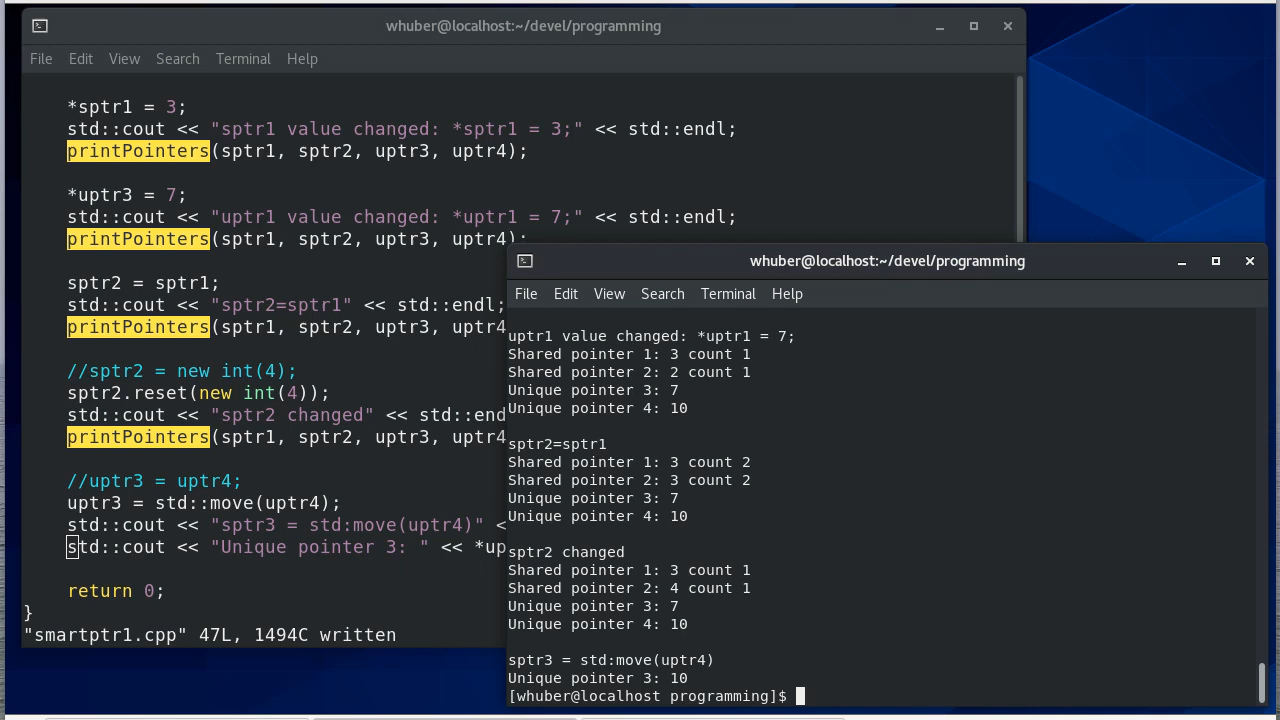 whuber@localhost:~/devel/programming
File Edit View Search Terminal Help
*sptr1 = 3;
std::cout << "sptr1 value changed: *sptr1 = 3;" << std::endl;
printPointers(sptr1, sptr2, uptr3, uptr4);
*uptr3 = 7;
std::cout << "uptr1 value changed: *uptr1 = 7;" << std::endl;
printPointers(sptr1, sptr2, uptr3, uptr4);
sptr2 = sptr1;
std::cout << "sptr2=sptr1" << std::endl;
printPointers(sptr1, sptr2, uptr3, uptr4
//sptr2 = new int(4);
sptr2.reset(new int(4));
std::cout << "sptr2 changed" << std::end
printPointers(sptr1, sptr2, uptr3, uptr4
//uptr3 = uptr4;
uptr3 = std::move(uptr4);
std::cout << "sptr3 = std:move(uptr4)" <
std::cout << "Unique pointer 3: " << *up
return 0;
}
"smartptr1.cpp" 47L, 1494C written
whuber@localhost:~/devel/programming
File Edit View Search Terminal Help
uptr1 value changed: *uptr1 = 7;
Shared pointer 1: 3 count 1
Shared pointer 2: 2 count 1
Unique pointer 3: 7
Unique pointer 4: 10
sptr2=sptr1
Shared pointer 1: 3 count 2
Shared pointer 2: 3 count 2
Unique pointer 3: 7
Unique pointer 4: 10
sptr2 changed
Shared pointer 1: 3 count 1
Shared pointer 2: 4 count 1
Unique pointer 3: 7
Unique pointer 4: 10
sptr3 = std:move(uptr4)
Unique pointer 3: 10
[whuber@localhost programming]$